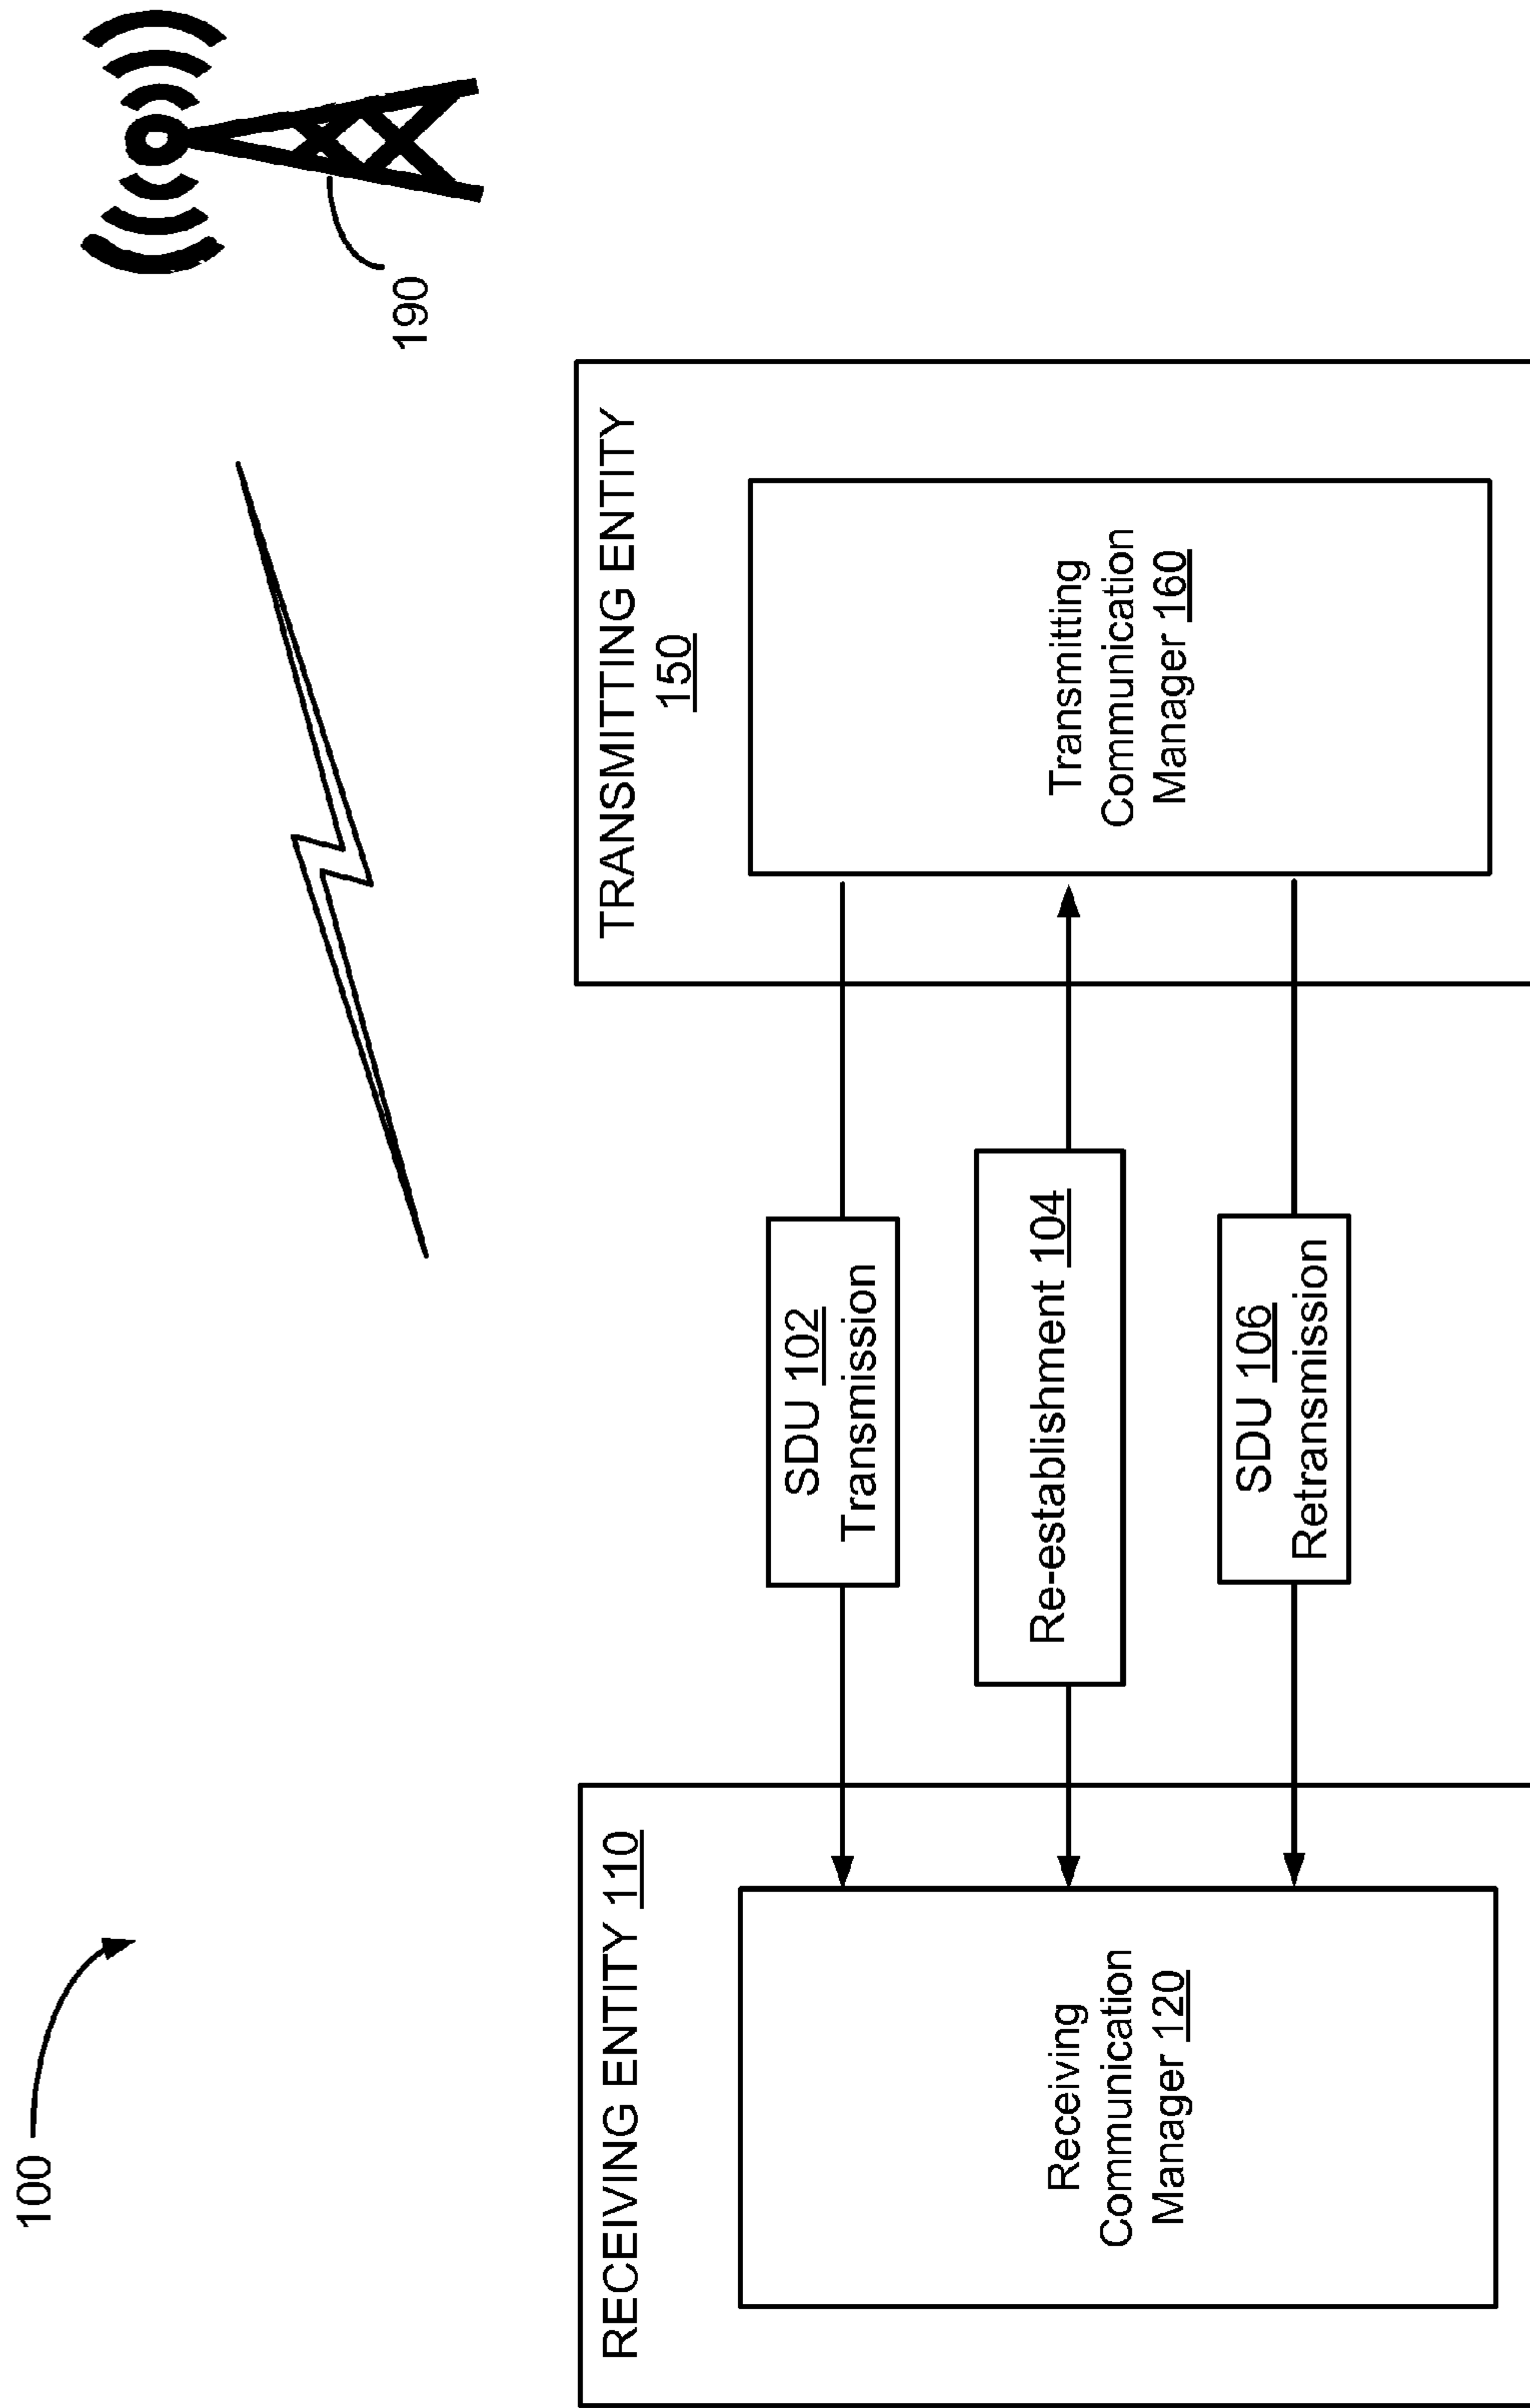 100
190
RECEIVING ENTITY 110
Receiving
Communication
Manager 120
SDU 102
Transmission
Re-establishment 104
SDU 106
Retransmission
TRANSMITTING ENTITY
150
Transmitting
Communication
Manager 160